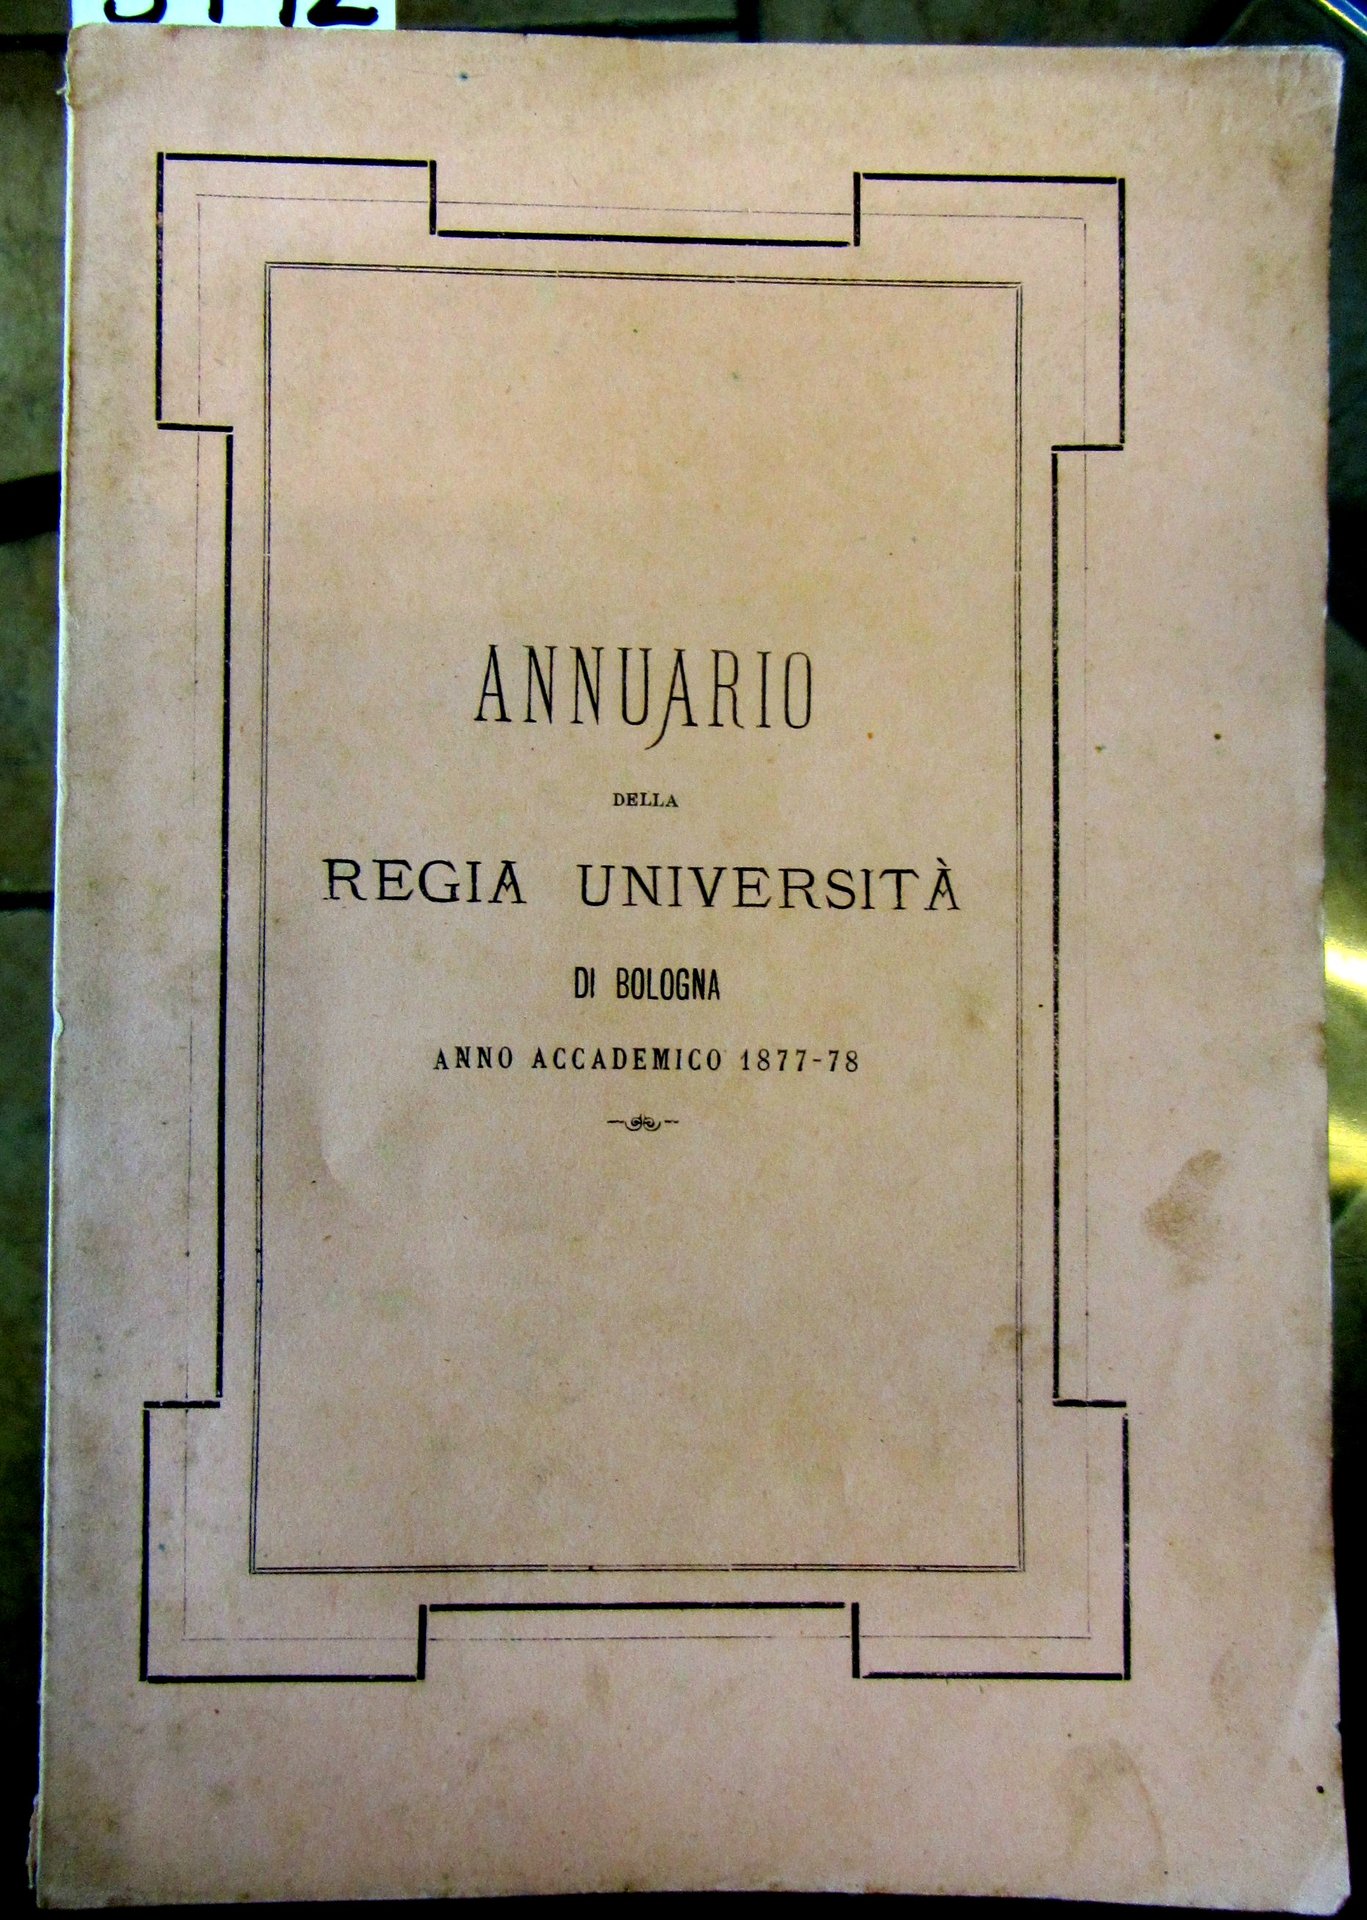 ANNUARIO
DELLA
REGIA UNIVERSITÀ
DI BOLOGNA
ANNO ACCADEMICO 1877-78